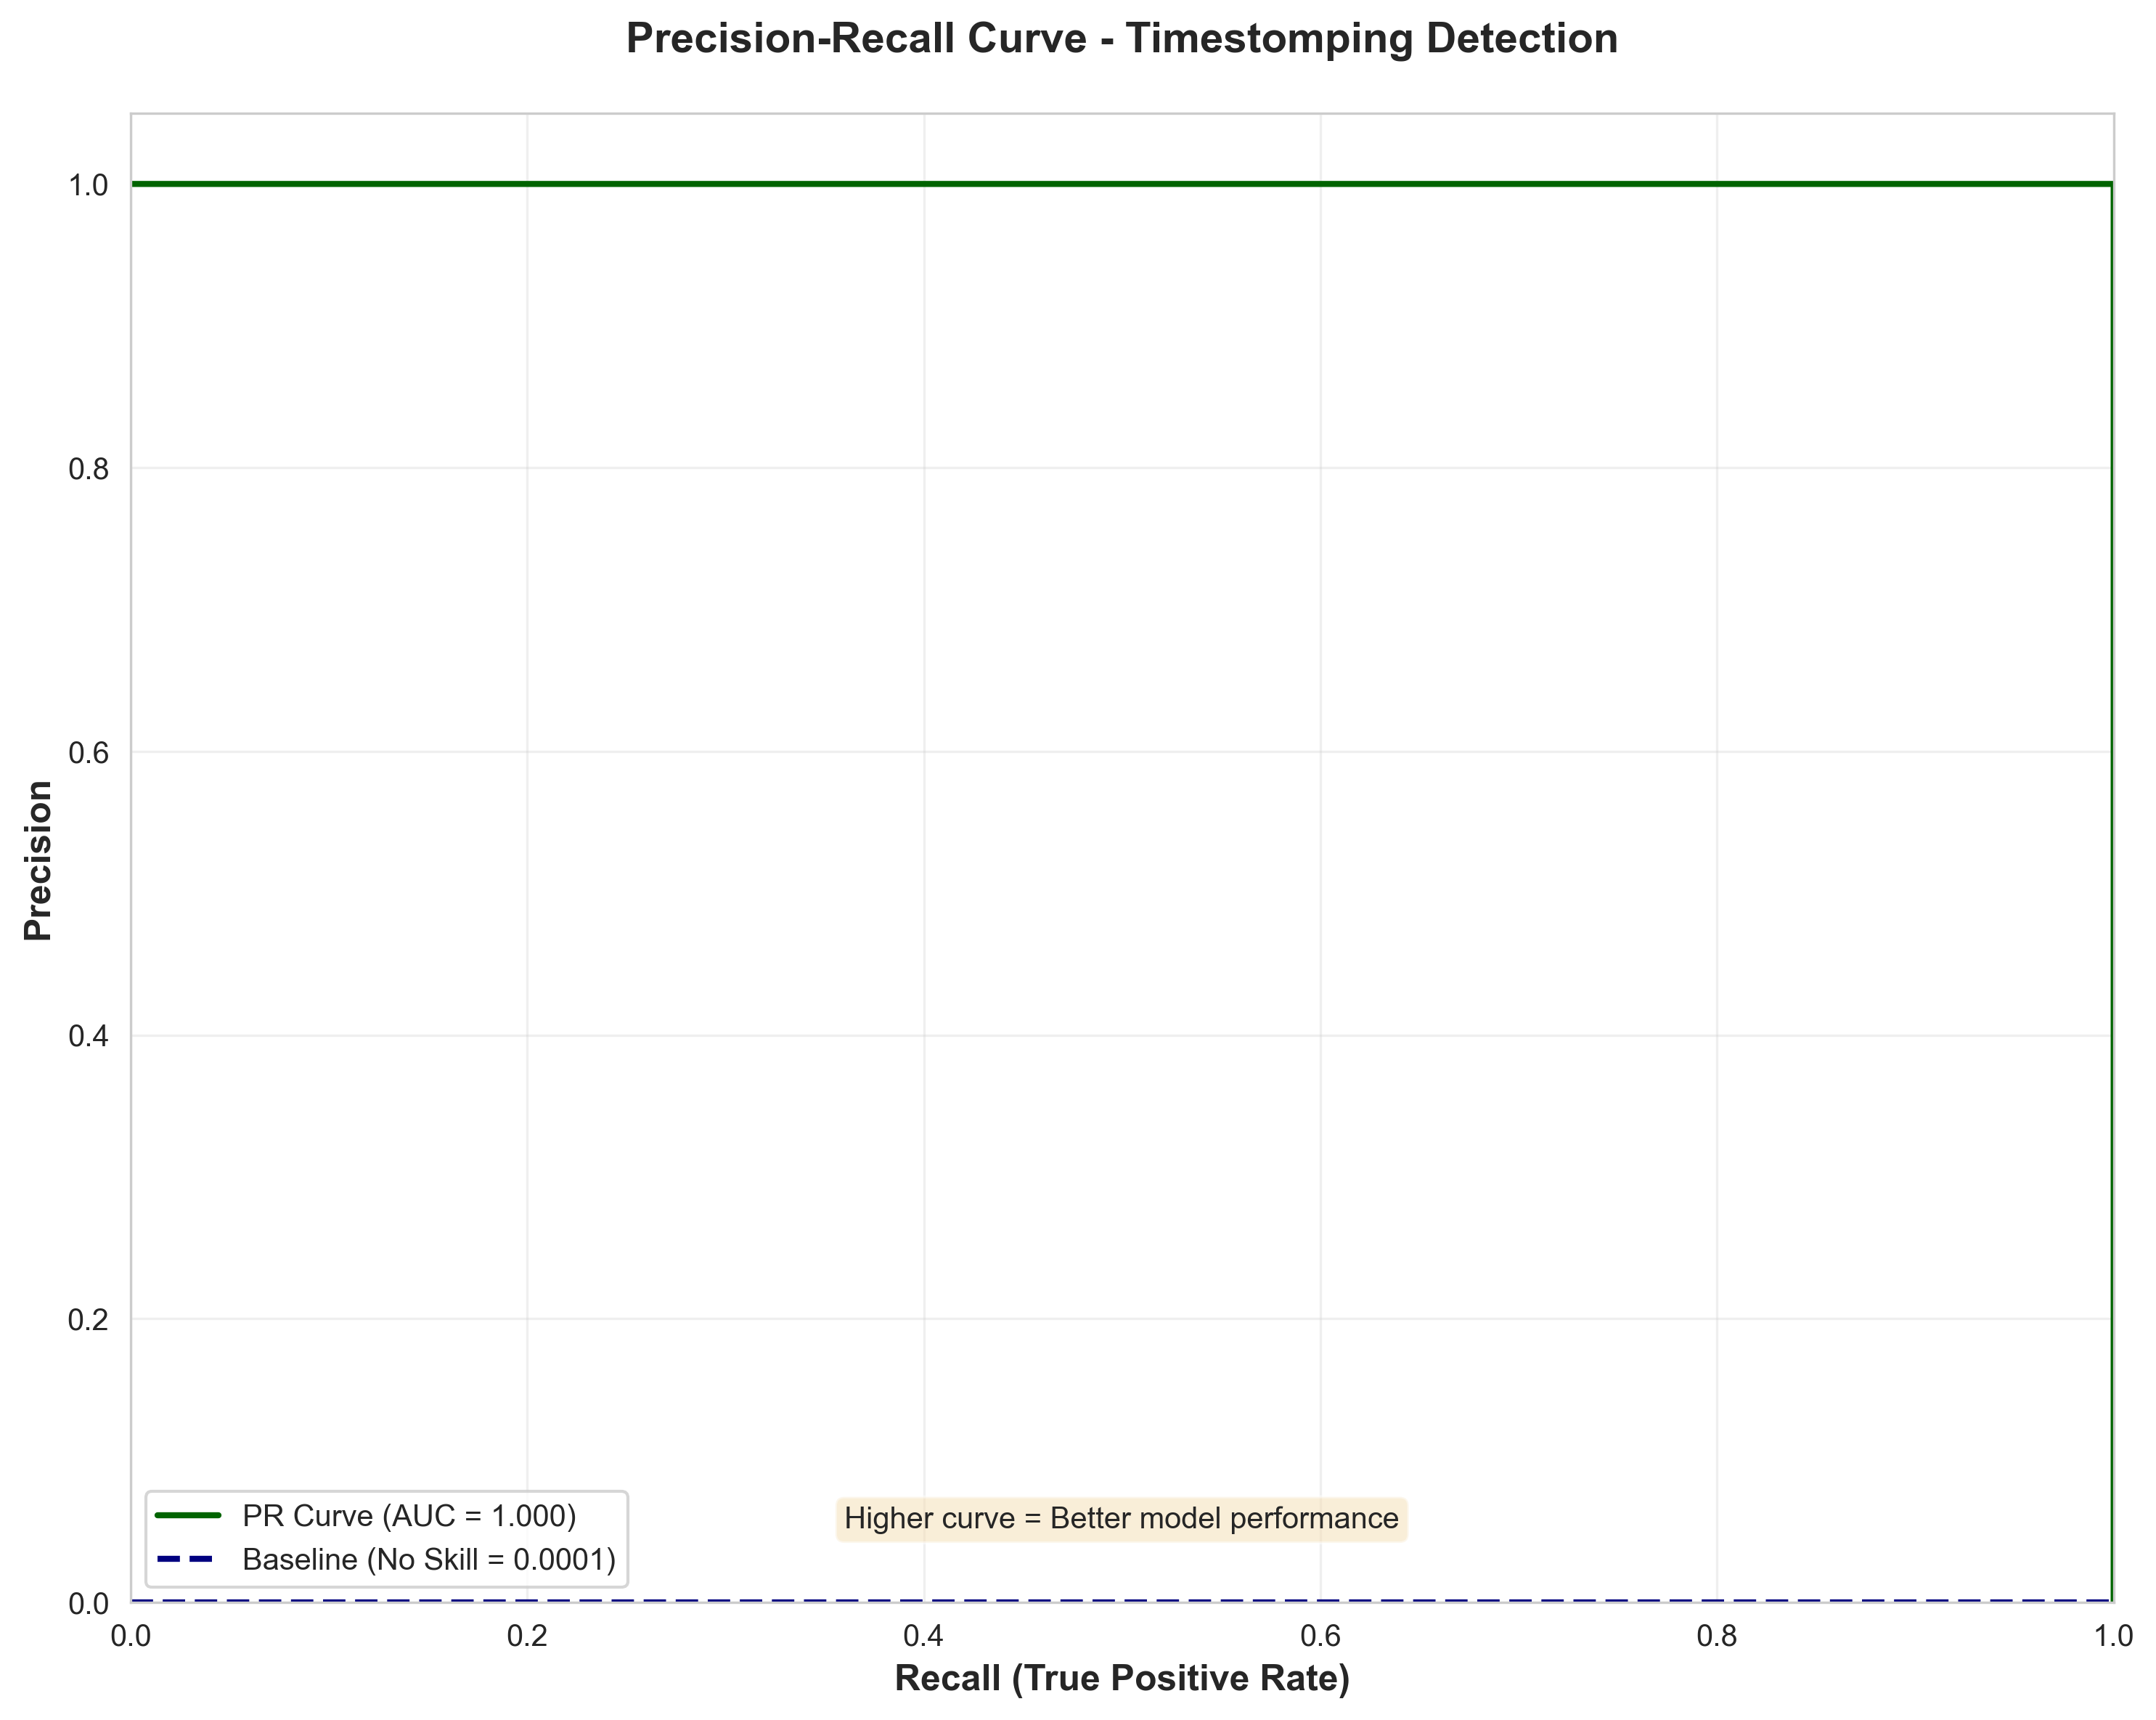 Precision-Recall Curve - Timestomping Detection
1.0
0.8
0.6
0.4
0.2
0.0
Precision
PR Curve (AUC = 1.000)
Baseline (No Skill = 0.0001)
Higher curve = Better model performance
0.0 0.2 0.4 0.6 0.8 1.0
Recall (True Positive Rate)